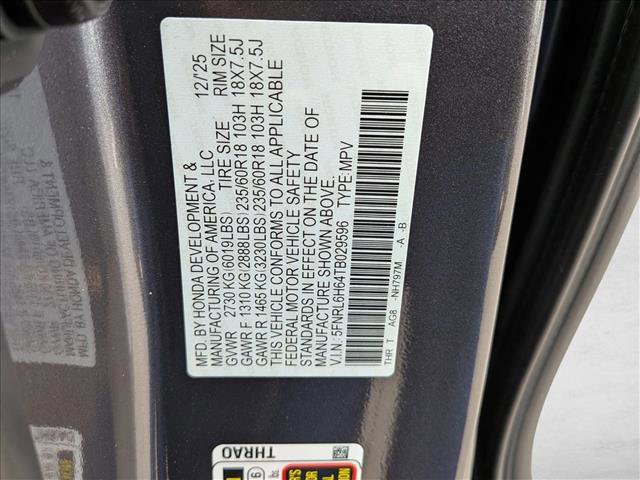 MFD. BY HONDA DEVELOPMENT & 12/'25
MANUFACTURING OF AMERICA, LLC
GVWR 2730 KG(6019LBS) TIRE SIZE RIM SIZE
GAWR F 1310 KG(2888LBS)235/60R18 103H 18X7.5J
GAWR R 1465 KG(3230LBS)235/60R18 103H 18X7.5J
THIS VEHICLE CONFORMS TO ALL APPLICABLE
FEDERAL MOTOR VEHICLE SAFETY
STANDARDS IN EFFECT ON THE DATE OF
MANUFACTURE SHOWN ABOVE.
V.I.N: 5FNRL6H64TB029596 TYPE: MPV
THR T AG8 -NH797M -A -B
THRA0